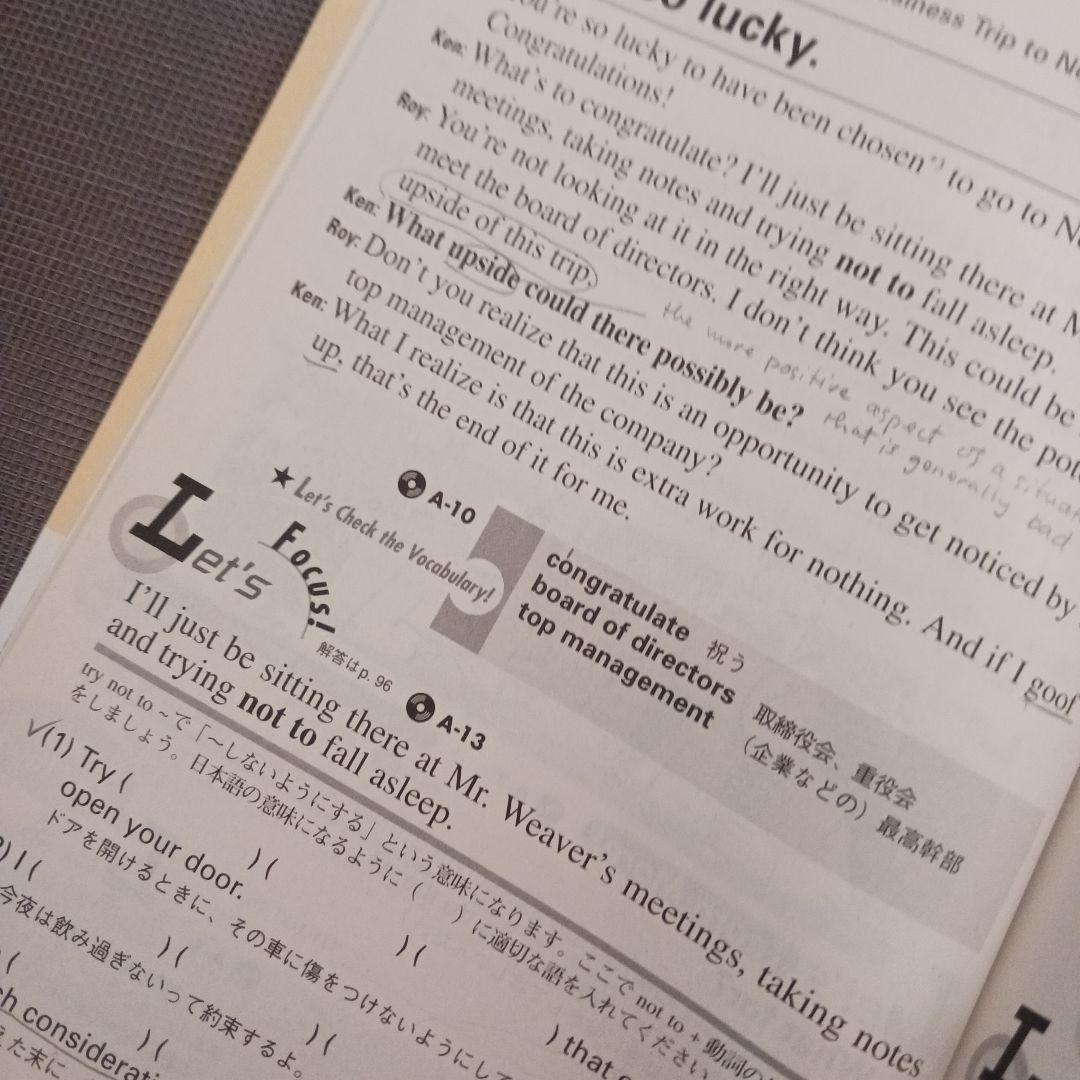 so lucky.
Business Trip to
You're so lucky to have been chosen*3 to go to
Congratulations!
Ken: What's to congratulate? I'll just be sitting there at
meetings, taking notes and trying not to fall asleep.
Roy: You're not looking at it in the right way. This could be
meet the board of directors. I don't think you see the
upside of this trip.
Ken: What upside could there possibly be?
the more positive aspect of a
that's generally bad
Roy: Don't you realize that this is an opportunity to get noticed by
top management of the company?
Ken: What I realize is that this is extra work for nothing. And if I goof
up, that's the end of it for me.
★ Let's Check the Vocabulary!
A-10
congratulate 祝う
board of directors 取締役会、重役会
top management (企業などの) 最高幹部
Let's Focus!
解答はp. 96
A-13
I'll just be sitting there at Mr. Weaver's meetings, taking notes
and trying not to fall asleep.
try not to ~ で「~しないようにする」という意味になります。ここで not to + 動詞の
をしましょう。日本語の意味になるように ( ) に適切な語を入れてください
✓(1) Try ( ) ( ) ( ) that
open your door.
ドアを開けるときに、その車に傷をつけないようにして
) I ( ) ( ) (
今夜は飲み過ぎないって約束するよ。
( ) (
た末に